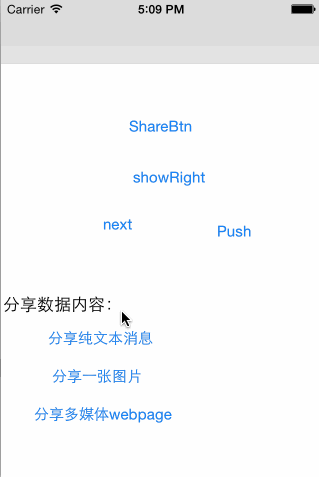 Carrier 5:09 PM
ShareBtn
showRight
next
Push
分享数据内容：
分享纯文本消息
分享一张图片
分享多媒体webpage